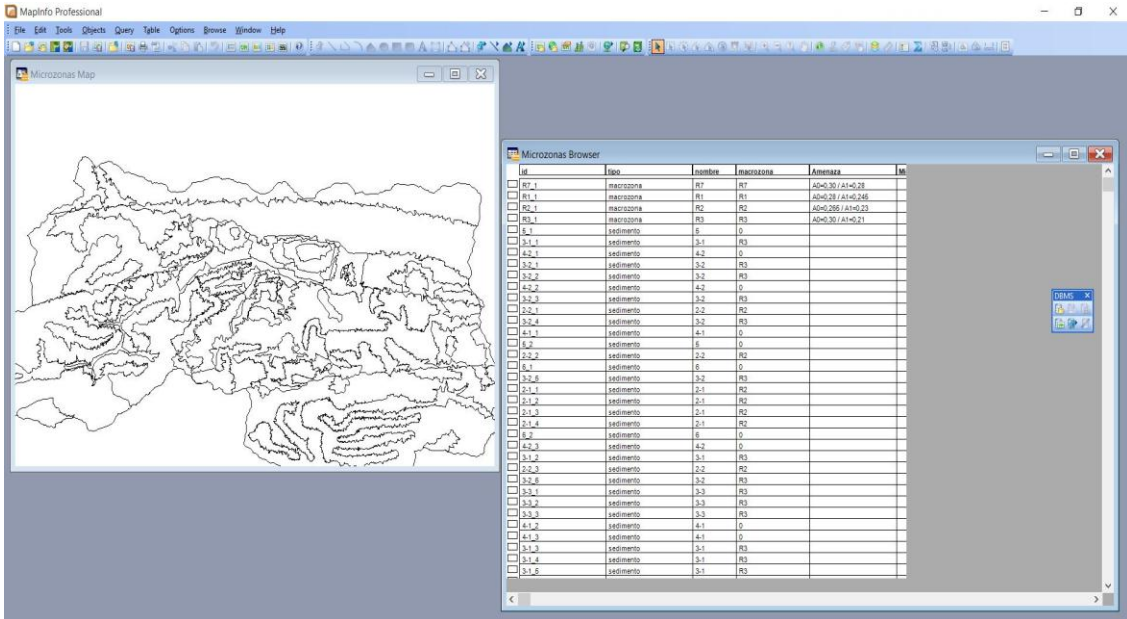 MapInfo Professional
File Edit Tools Objects Query Table Options Browse Window Help
Microzonas Map
Microzonas Browser
id tipo nombre macrozona Amenaza Mi
R7_1 macrozona R7 R7 A0=0,30 / A1=0,28
R1_1 macrozona R1 R1 A0=0,28 / A1=0,246
R2_1 macrozona R2 R2 A0=0,266 / A1=0,23
R3_1 macrozona R3 R3 A0=0,30 / A1=0,21
5_1 sedimento 5 0
3-1_1 sedimento 3-1 R3
4-2_1 sedimento 4-2 0
3-2_1 sedimento 3-2 R3
3-2_2 sedimento 3-2 R3
4-2_2 sedimento 4-2 0
3-2_3 sedimento 3-2 R3
2-2_1 sedimento 2-2 R2
3-2_4 sedimento 3-2 R3
4-1_1 sedimento 4-1 0
5_2 sedimento 5 0
2-2_2 sedimento 2-2 R2
6_1 sedimento 6 0
3-2_5 sedimento 3-2 R3
2-1_1 sedimento 2-1 R2
2-1_2 sedimento 2-1 R2
2-1_3 sedimento 2-1 R2
2-1_4 sedimento 2-1 R2
6_2 sedimento 6 0
4-2_3 sedimento 4-2 0
3-1_2 sedimento 3-1 R3
2-2_3 sedimento 2-2 R2
3-2_6 sedimento 3-2 R3
3-3_1 sedimento 3-3 R3
3-3_2 sedimento 3-3 R3
3-3_3 sedimento 3-3 R3
4-1_2 sedimento 4-1 0
4-1_3 sedimento 4-1 0
3-1_3 sedimento 3-1 R3
3-1_4 sedimento 3-1 R3
3-1_5 sedimento 3-1 R3
DBMS